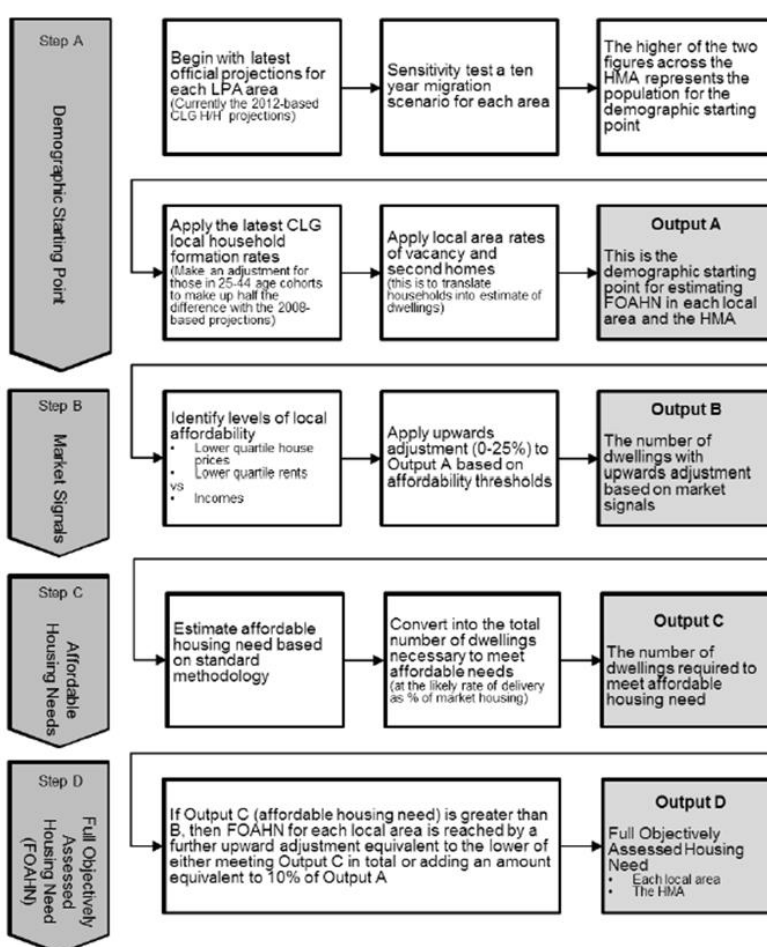 Step A
Demographic Starting Point
Begin with latest
official projections for
each LPA area
(Currently the 2012-based
CLG H/H projections)
Sensitivity test a ten
year migration
scenario for each area
The higher of the two
figures across the
HMA represents the
population for the
demographic starting
point
Apply the latest CLG
local household
formation rates
(Make an adjustment for
those in 25-44 age cohorts
to make up half the
difference with the 2008-
based projections)
Apply local area rates
of vacancy and
second homes
(this is to translate
households into estimate of
dwellings)
Output A
This is the
demographic starting
point for estimating
FOAHN in each local
area and the HMA
Step B
Market Signals
Identify levels of local
affordability
• Lower quartile house
prices
• Lower quartile rents
vs
• Incomes
Apply upwards
adjustment (0-25%) to
Output A based on
affordability thresholds
Output B
The number of
dwellings with
upwards adjustment
based on market
signals
Step C
Affordable
Housing Needs
Estimate affordable
housing need based
on standard
methodology
Convert into the total
number of dwellings
necessary to meet
affordable needs
(at the likely rate of delivery
as % of market housing)
Output C
The number of
dwellings required to
meet affordable
housing need
Step D
Full Objectively
Assessed
Housing Need
(FOAHN)
If Output C (affordable housing need) is greater than
B, then FOAHN for each local area is reached by a
further upward adjustment equivalent to the lower of
either meeting Output C in total or adding an amount
equivalent to 10% of Output A
Output D
Full Objectively
Assessed Housing
Need
• Each local area
• The HMA